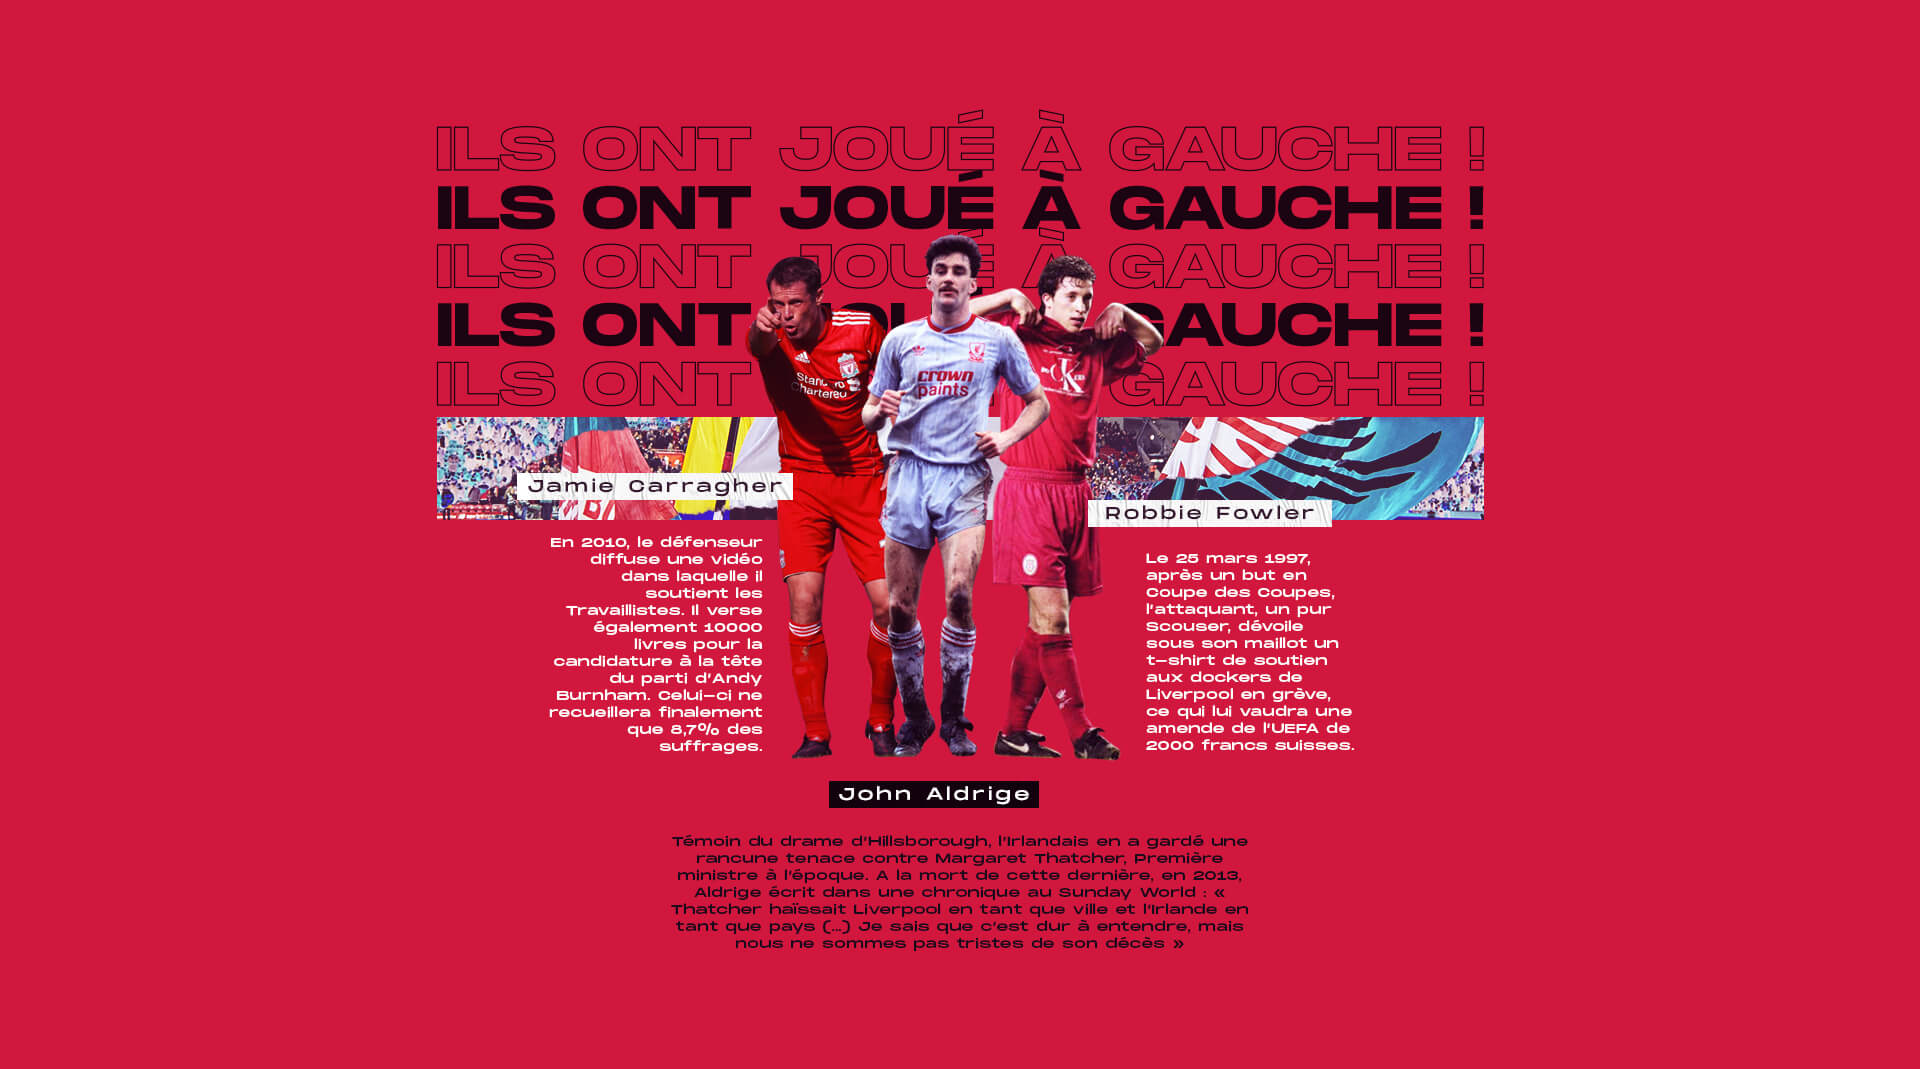 ILS ONT JOUÉ À GAUCHE !
ILS ONT JOUÉ À GAUCHE !
ILS ONT JOUÉ À GAUCHE !
ILS ONT GAUCHE !
ILS ONT GAUCHE !
Standard
Chartered
crown
paints
CK
Jamie Carragher
En 2010, le défenseur
diffuse une vidéo
dans laquelle il
soutient les
Travaillistes. Il verse
également 10000
livres pour la
candidature à la tête
du parti d'Andy
Burnham. Celui-ci ne
recueillera finalement
que 8,7% des
suffrages.
Robbie Fowler
Le 25 mars 1997,
après un but en
Coupe des Coupes,
l'attaquant, un pur
Scouser, dévoile
sous son maillot un
t-shirt de soutien
aux dockers de
Liverpool en grève,
ce qui lui vaudra une
amende de l'UEFA de
2000 francs suisses.
John Aldrige
Témoin du drame d'Hillsborough, l'Irlandais en a gardé une
rancune tenace contre Margaret Thatcher, Première
ministre à l'époque. A la mort de cette dernière, en 2013,
Aldrige écrit dans une chronique au Sunday World : «
Thatcher haïssait Liverpool en tant que ville et l'Irlande en
tant que pays (...) Je sais que c'est dur à entendre, mais
nous ne sommes pas tristes de son décès »